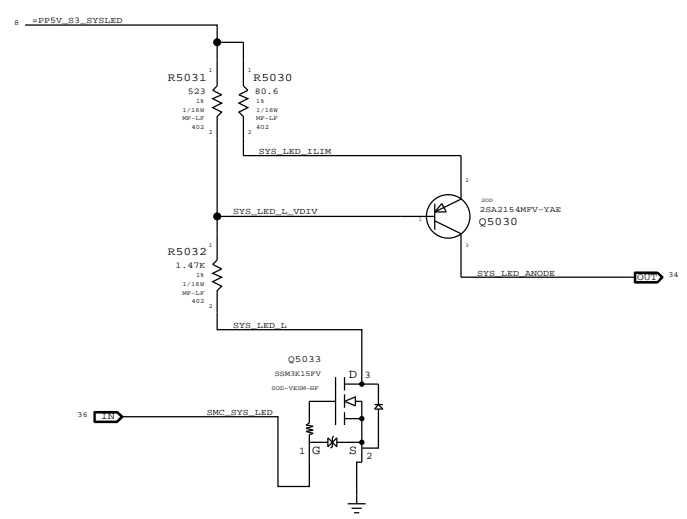 8 =PP5V_S3_SYSLED
1 1
R5031 R5030
523 80.6
1% 1%
1/16W 1/16W
MF-LF MF-LF
402 402
2 2
SYS_LED_ILIM
2
SOD
2SA2154MFV-YAE
SYS_LED_L_VDIV
1
Q5030
3
1
R5032
1.47K
1%
1/16W
MF-LF
402
2
SYS_LED_ANODE
OUT 34
SYS_LED_L
Q5033
SSM3K15FV
SOD-VESM-HF
D 3
36 IN SMC_SYS_LED
1 G S 2